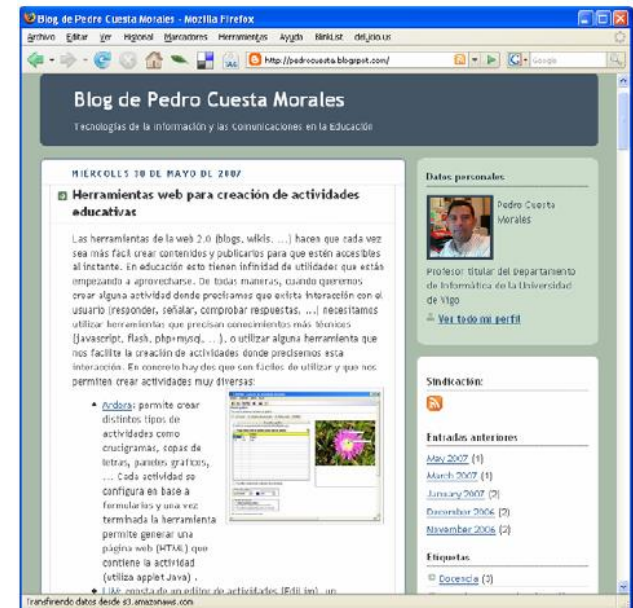 Blog de Pedro Cuesta Morales - Mozilla Firefox
Archivo Editar Ver Higional Marcadores Herramientas Ayuda BlinkList del.icio.us
http://pedrocuesta.blogspot.com/
Google
Blog de Pedro Cuesta Morales
Tecnologías de la Información y las Comunicaciones en la Educación
MIÉRCOLES 30 DE MAYO DE 2007
Herramientas web para creación de actividades
educativas
Las herramientas de la web 2.0 (blogs, wikis, ...) hacen que cada vez
sea más fácil crear contenidos y publicarlos para que estén accesibles
al instante. En educación esto tienen infinidad de utilidades que están
empezando a aprovecharse. De todas maneras, cuando queremos
crear alguna actividad donde precisamos que exista interacción con el
usuario (responder, señalar, comprobar respuestas, ...) necesitamos
utilizar herramientas que precisan conocimientos más técnicos
(javascript, flash, php+mysql, ...), o utilizar alguna herramienta que
nos facilite la creación de actividades donde precisemos esta
interacción. En concreto hay dos que son fáciles de utilizar y que nos
permiten crear actividades muy diversas:
Ardora: permite crear
distintos tipos de
actividades como
crucigramas, sopas de
letras, paneles gráficos,
... Cada actividad se
configura en base a
formularios y una vez
terminada la herramienta
permite generar una
página web (HTML) que
contiene la actividad
(utiliza applet Java) .
LIM: consta de un editor de actividades (EdiLim), un
Datos personales
Pedro Cuesta
Morales
Profesor titular del Departamento
de Informática de la Universidad
de Vigo
Ver todo mi perfil
Sindicación:
Entradas anteriores
May 2007 (1)
March 2007 (1)
January 2007 (2)
December 2006 (2)
November 2006 (2)
Etiquetas
Docencia (3)
Transfiriendo datos desde s3.amazonaws.com